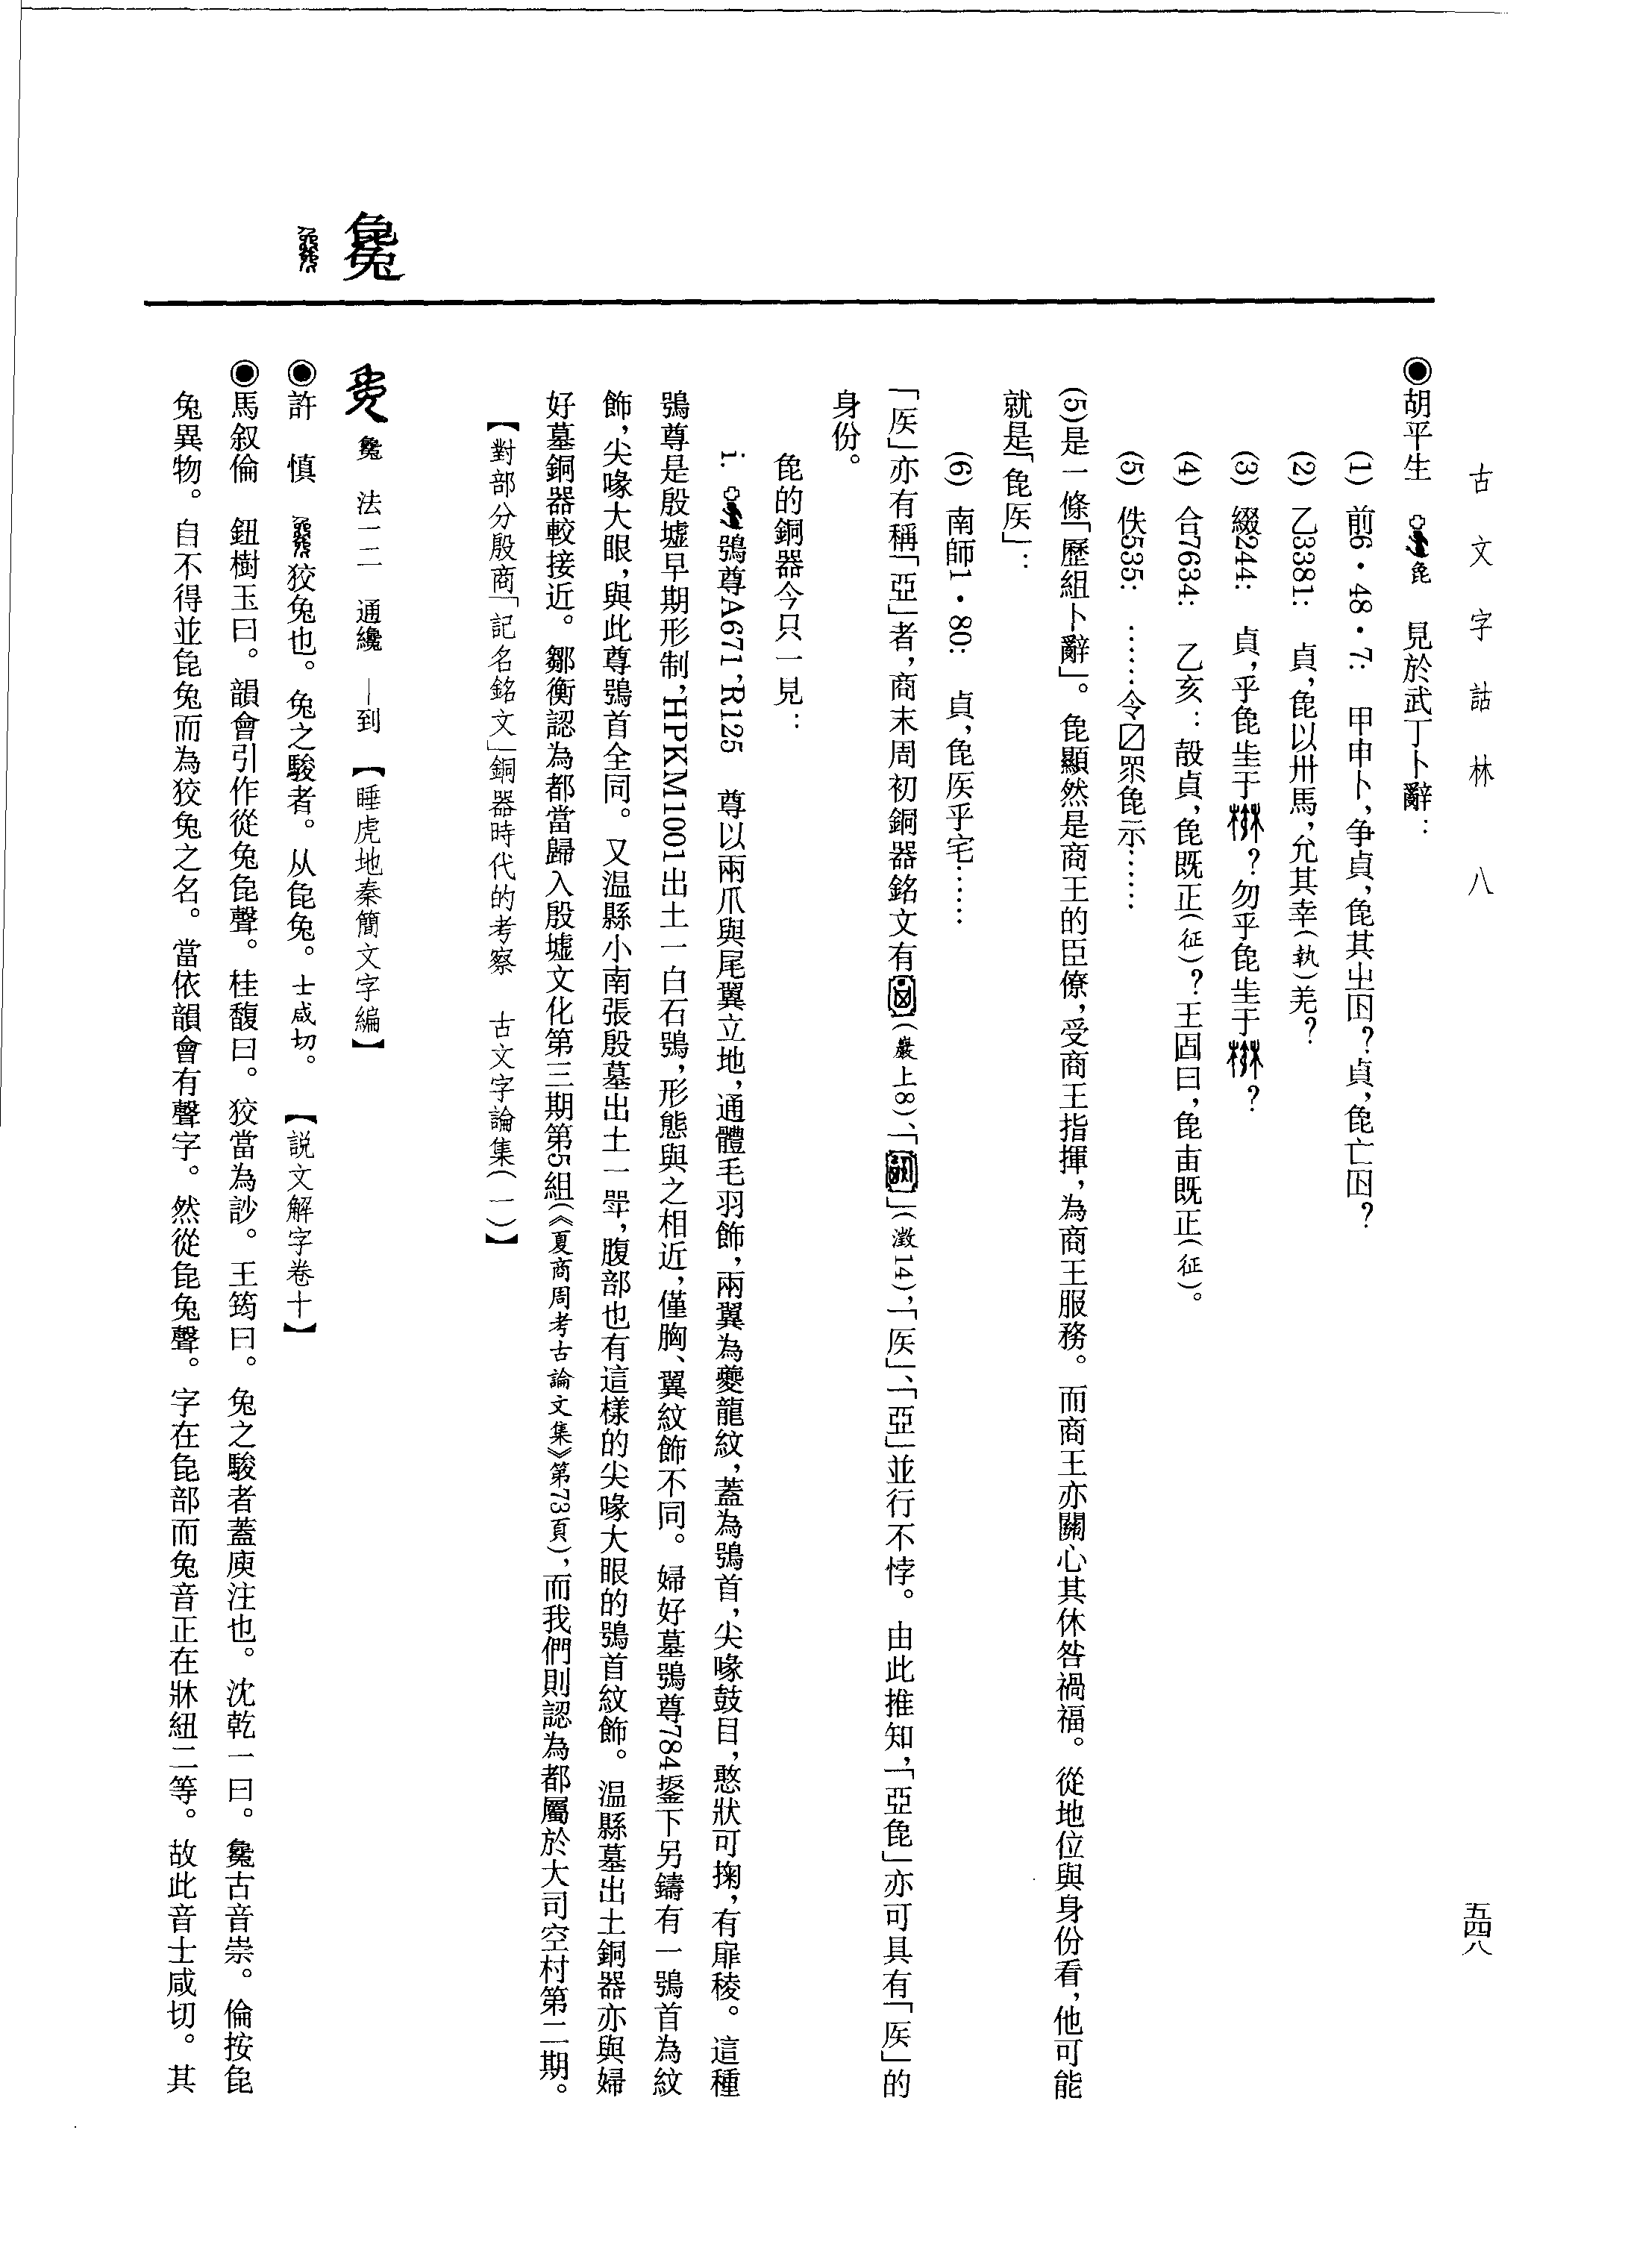 古文字詁林　八
五四八
◉胡平生　㲋　見於武丁卜辭：
(1)　前6·48·7：　甲申卜，争貞，㲋其㞢囚？貞，㲋亡囚？
(2)　乙3381：　貞，㲋以卅馬，允其幸(執)羌？
(3)　綴244：　貞，乎㲋㞷于？勿乎㲋㞷于？
(4)　合7634：　乙亥：㱿貞，㲋既正(征)？王固曰，㲋㞢既正(征)。
(5)　佚535：　……令〼眔㲋示……
(5)是一條「歷組卜辭」。㲋顯然是商王的臣僚，受商王指揮，為商王服務。而商王亦關心其休咎禍福。從地位與身份看，他可能
就是「㲋𥎦」：
(6)　南師1·80：　貞，㲋𥎦乎宅……
「𥎦」亦有稱「亞」者，商末周初銅器銘文有(巖上8)、「」(澂14)，「𥎦」、「亞」並行不悖。由此推知，「亞㲋」亦可具有「𥎦」的
身份。
㲋的銅器今只一見：
i.　鴞尊A671，R125　尊以兩爪與尾翼立地，通體毛羽飾，兩翼為夔龍紋，蓋為鴞首，尖喙鼓目，憨狀可掬，有扉稜。這種
鴞尊是殷墟早期形制，HPKM1001出土一白石鴞，形態與之相近，僅胸、翼紋飾不同。婦好墓鴞尊784鋬下另鑄有一鴞首為紋
飾，尖喙大眼，與此尊鴞首全同。又温縣小南張殷墓出土一斝，腹部也有這樣的尖喙大眼的鴞首紋飾。温縣墓出土銅器亦與婦
好墓銅器較接近。鄒衡認為都當歸入殷墟文化第三期第5組(《夏商周考古論文集》第73頁)，而我們則認為都屬於大司空村第二期。
【對部分殷商「記名銘文」銅器時代的考察　古文字論集(一)】
毚
毚　法一二　通纔　—到　【睡虎地秦簡文字編】
◉許　慎　狡兔也。兔之駿者。从㲋兔。士咸切。　【説文解字卷十】
◉馬叙倫　鈕樹玉曰。韻會引作從兔㲋聲。桂馥曰。狡當為訬。王筠曰。兔之駿者蓋庾注也。沈乾一曰。毚古音崇。倫按㲋
兔異物。自不得並㲋兔而為狡兔之名。當依韻會有聲字。然從㲋兔聲。字在㲋部而兔音正在牀紐二等。故此音士咸切。其